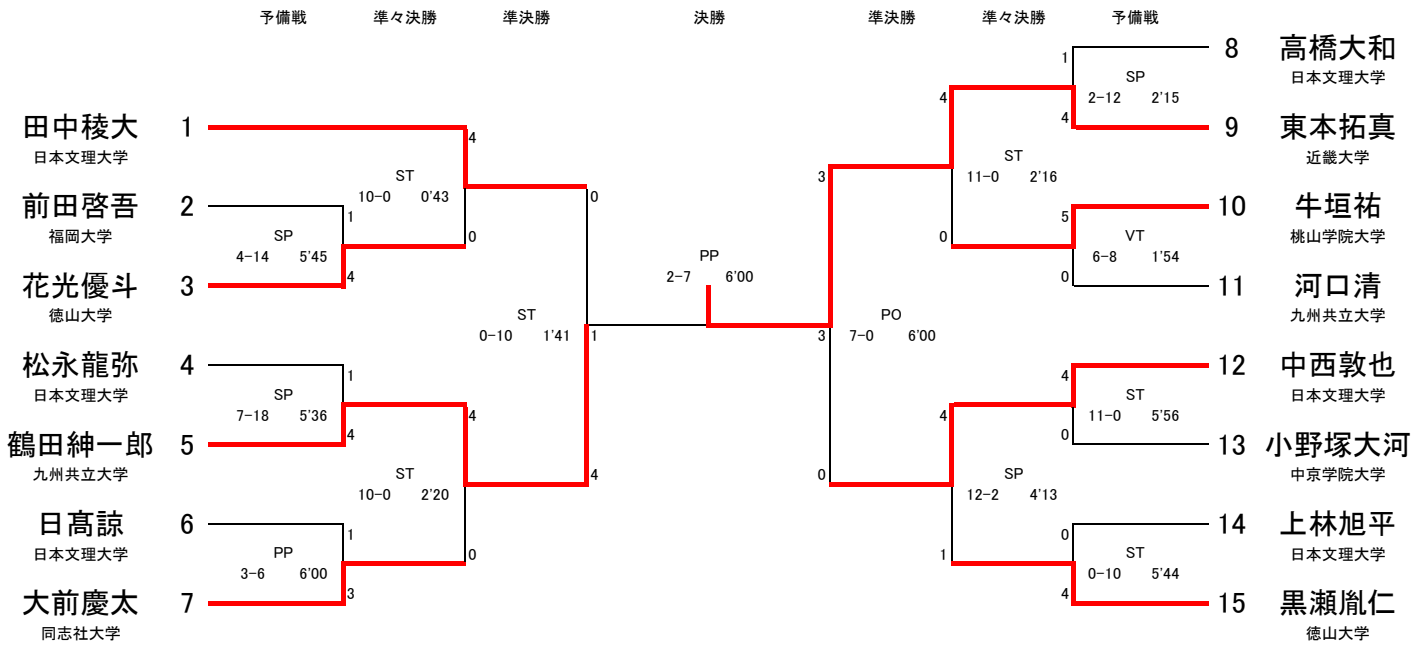 予備戦 準々決勝 準決勝 決勝 準決勝 準々決勝 予備戦
田中稜大 1
日本文理大学
前田啓吾 2
福岡大学
花光優斗 3
徳山大学
松永龍弥 4
日本文理大学
鶴田紳一郎 5
九州共立大学
日髙諒 6
日本文理大学
大前慶太 7
同志社大学
1
SP
4-14 5'45
4
1
SP
7-18 5'36
4
1
PP
3-6 6'00
3
4
ST
10-0 0'43
0
4
ST
10-0 2'20
0
0
ST
0-10 1'41
4
1
PP
2-7 6'00
3
3
PO
7-0 6'00
0
4
ST
11-0 2'16
0
4
SP
12-2 4'13
1
1
SP
2-12 2'15
4
5
VT
6-8 1'54
0
4
ST
11-0 5'56
0
0
ST
0-10 5'44
4
8 高橋大和
日本文理大学
9 東本拓真
近畿大学
10 牛垣祐
桃山学院大学
11 河口清
九州共立大学
12 中西敦也
日本文理大学
13 小野塚大河
中京学院大学
14 上林旭平
日本文理大学
15 黒瀬胤仁
徳山大学